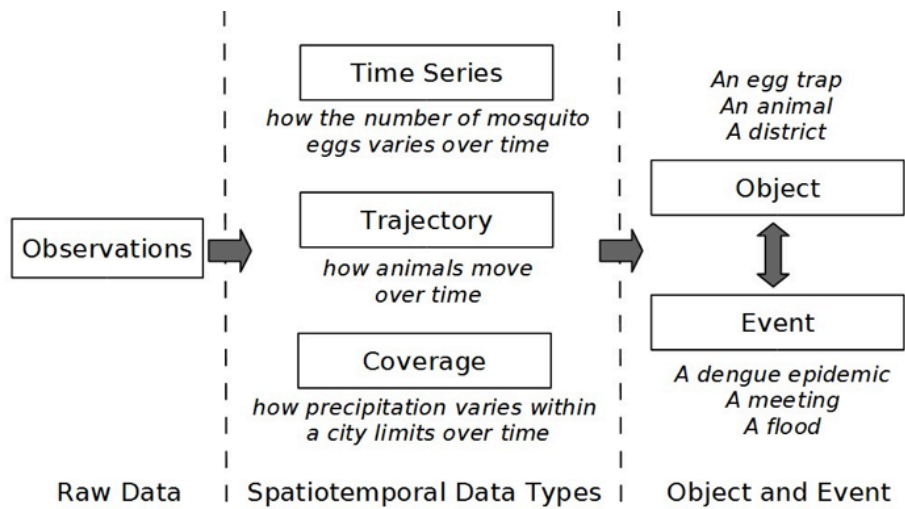 Observations
Raw Data
Time Series
how the number of mosquito
eggs varies over time
Trajectory
how animals move
over time
Coverage
how precipitation varies within
a city limits over time
Spatiotemporal Data Types
An egg trap
An animal
A district
Object
Event
A dengue epidemic
A meeting
A flood
Object and Event